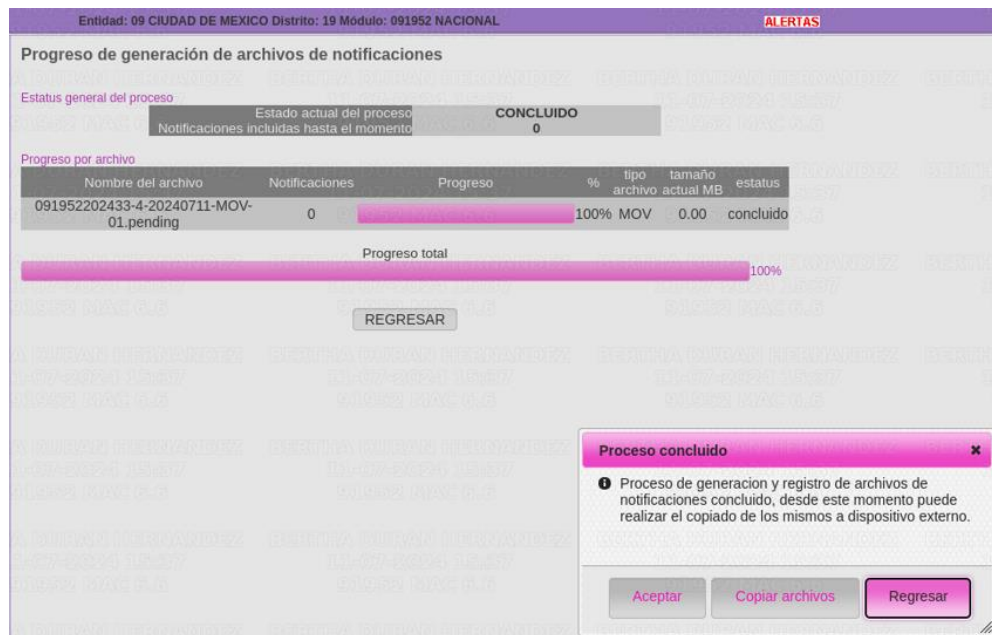 Entidad: 09 CIUDAD DE MEXICO Distrito: 19 Módulo: 091952 NACIONAL
ALERTAS
Progreso de generación de archivos de notificaciones
Estatus general del proceso
Estado actual del proceso CONCLUIDO
Notificaciones incluidas hasta el momento 0
Progreso por archivo
Nombre del archivo Notificaciones Progreso % tipo archivo tamaño actual MB estatus
091952202433-4-20240711-MOV-
01.pending 0 100% MOV 0.00 concluido
Progreso total
100%
REGRESAR
Proceso concluido
Proceso de generacion y registro de archivos de
notificaciones concluido, desde este momento puede
realizar el copiado de los mismos a dispositivo externo.
Aceptar Copiar archivos Regresar